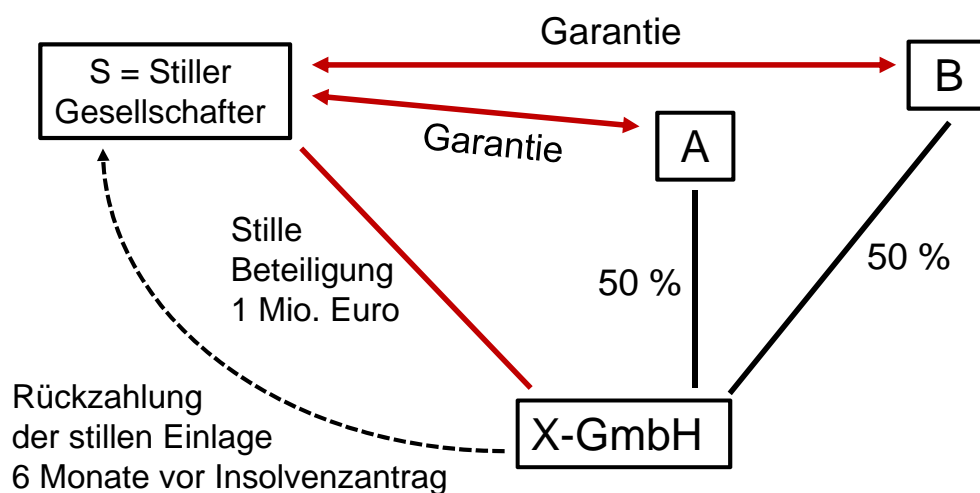 Garantie
S = Stiller
Gesellschafter
B
Garantie
A
Stille
Beteiligung
1 Mio. Euro
50 %
50 %
Rückzahlung
der stillen Einlage
6 Monate vor Insolvenzantrag
X-GmbH